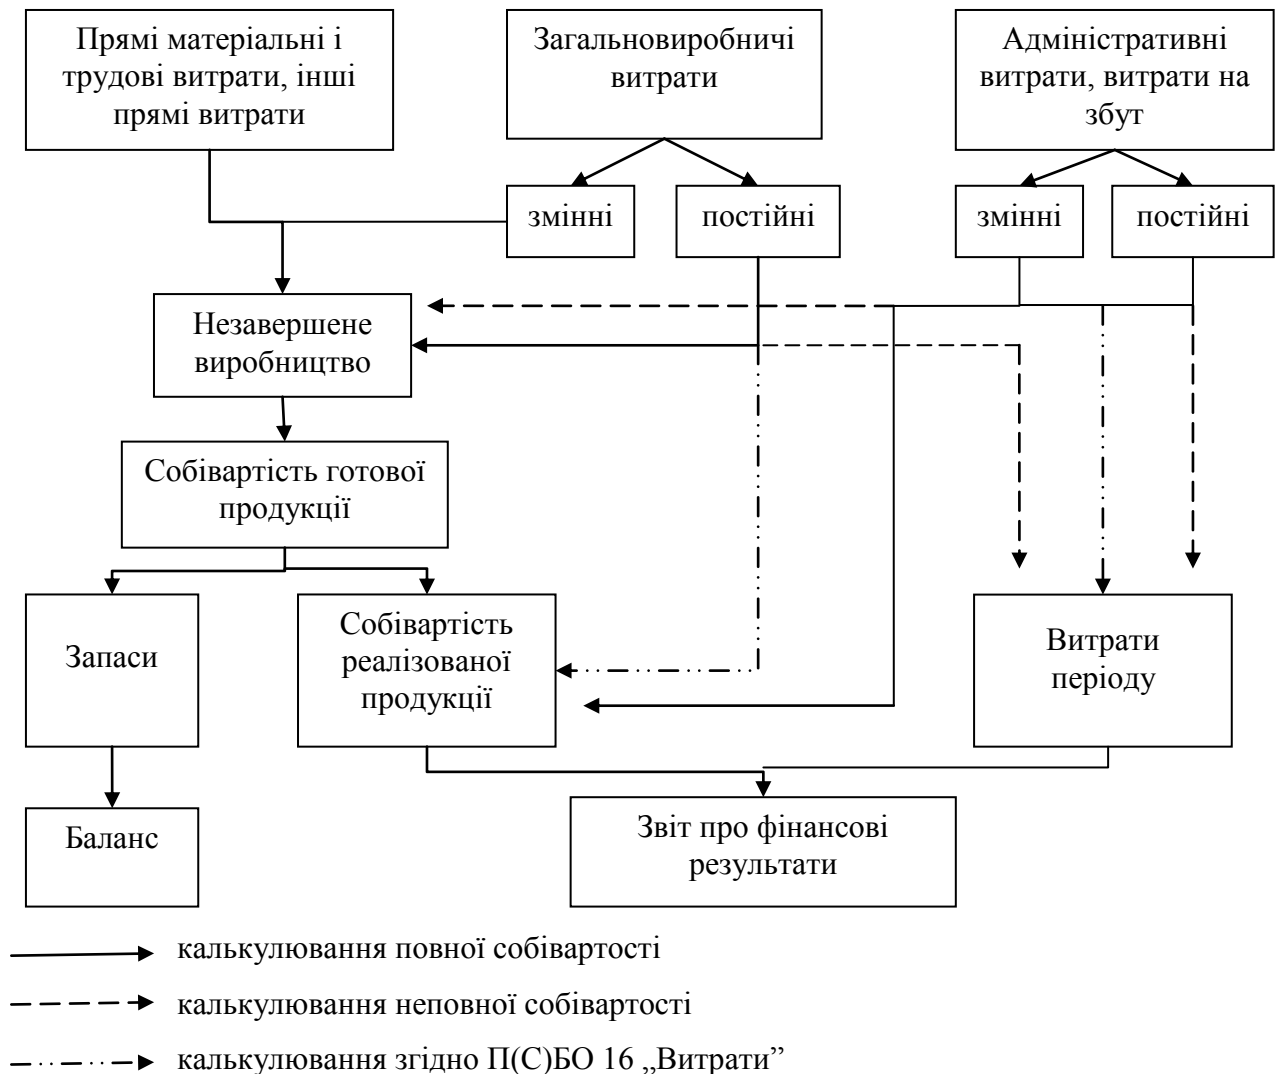 Прямі матеріальні і
трудові витрати, інші
прямі витрати
Загальновиробничі
витрати
Адміністративні
витрати, витрати на
збут
змінні
постійні
змінні
постійні
Незавершене
виробництво
Собівартість готової
продукції
Запаси
Собівартість
реалізованої
продукції
Витрати
періоду
Баланс
Звіт про фінансові
результати
калькулювання повної собівартості
калькулювання неповної собівартості
калькулювання згідно П(С)БО 16 „Витрати”